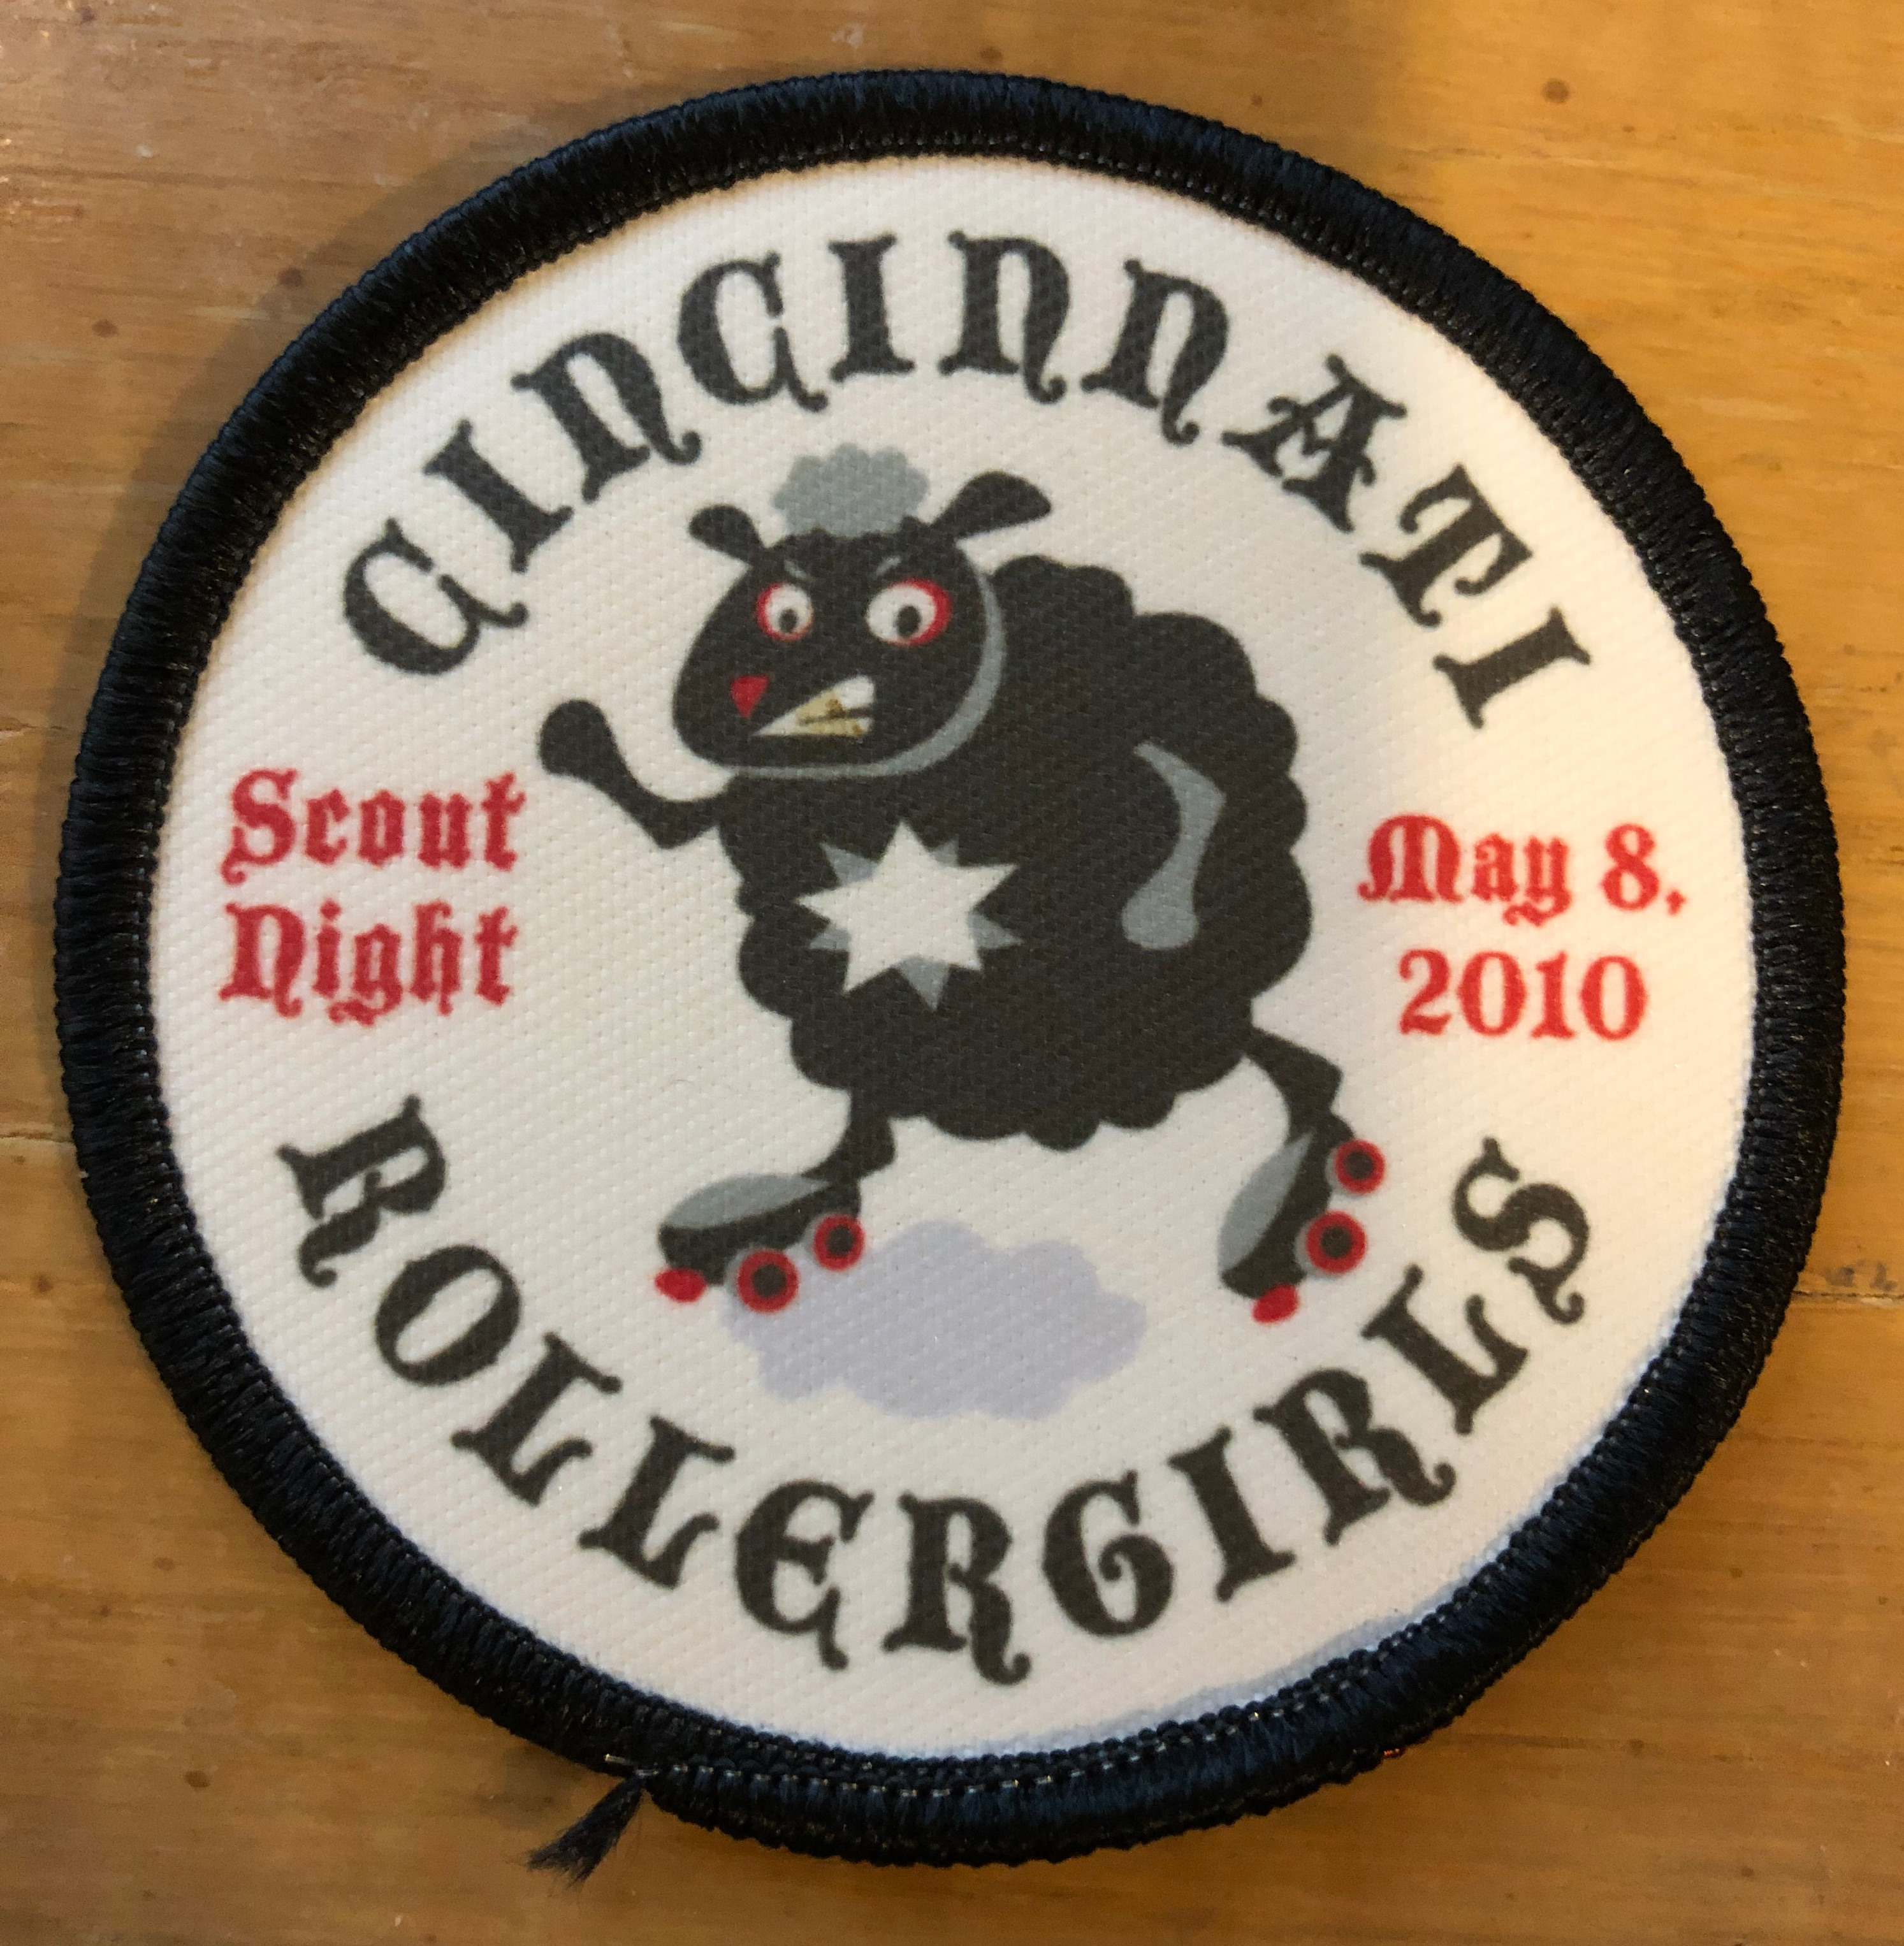 CINCINNATI
Scout
Night
May 8,
2010
ROLLERGIRLS